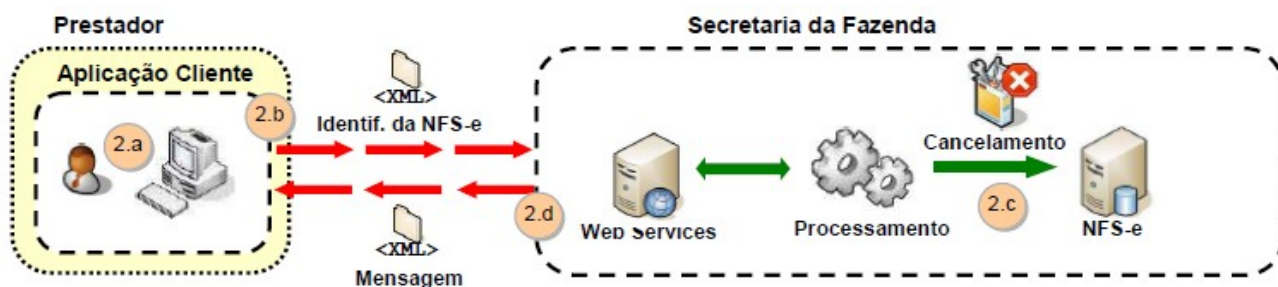 Prestador
Secretaria da Fazenda
Aplicação Cliente
<XML>
2.b
Identif. da NFS-e
2.a
Cancelamento
2.c
2.d
Web Services
Processamento
NFS-e
<XML>
Mensagem